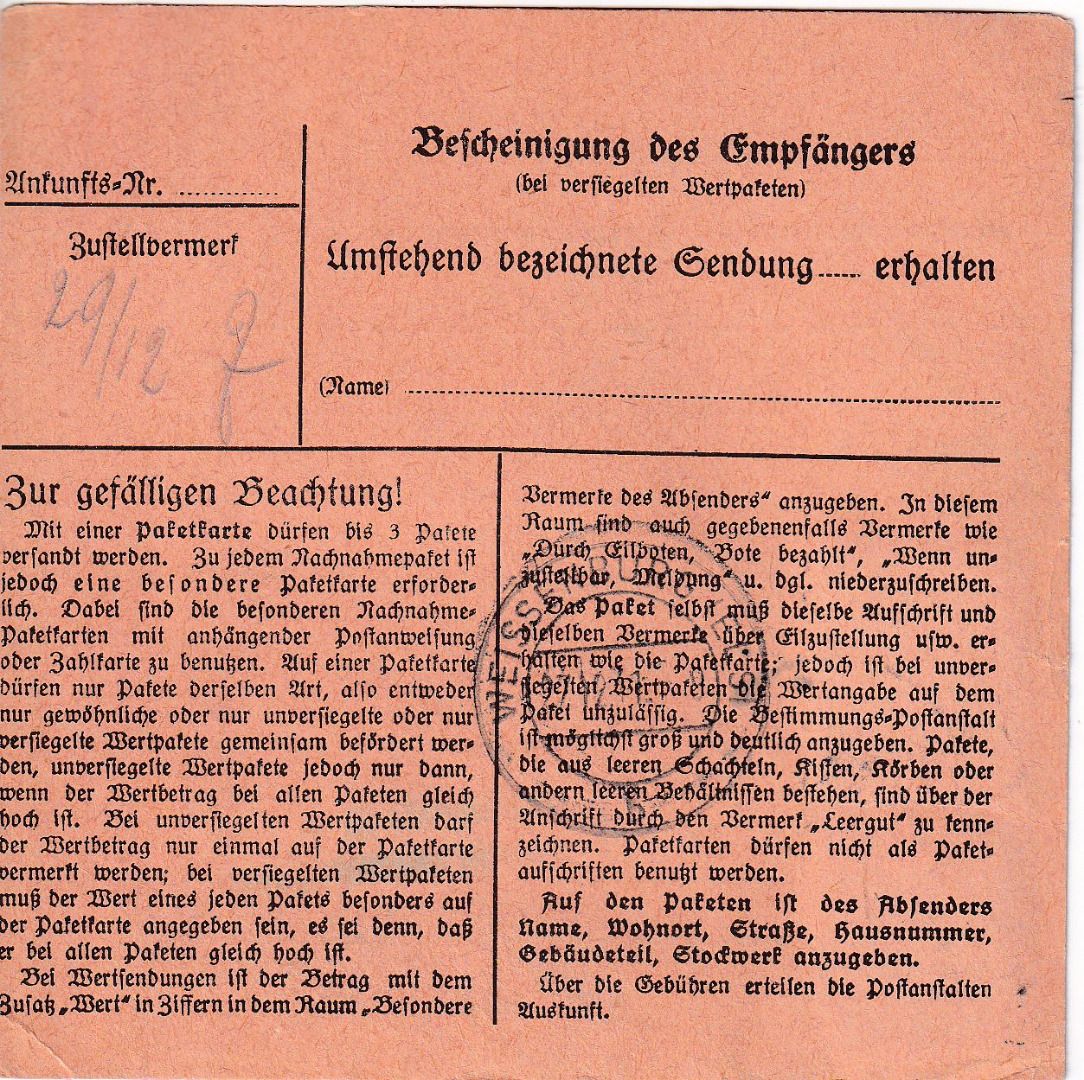 Bescheinigung des Empfängers
(bei versiegelten Wertpaketen)
Ankunfts-Nr. ............
Zustellvermerk
29/12
Umstehend bezeichnete Sendung..... erhalten
(Name)
Zur gefälligen Beachtung!
Mit einer Paketkarte dürfen bis 3 Pakete
versandt werden. Zu jedem Nachnahmepaket ist
jedoch eine besondere Paketkarte erforder-
lich. Dabei sind die besonderen Nachnahme-
Paketkarten mit anhängender Postanweisung
oder Zahlkarte zu benutzen. Auf einer Paketkarte
dürfen nur Pakete derselben Art, also entweder
nur gewöhnliche oder nur unversiegelte oder nur
versiegelte Wertpakete gemeinsam befördert wer-
den, unversiegelte Wertpakete jedoch nur dann,
wenn der Wertbetrag bei allen Paketen gleich
hoch ist. Bei unversiegelten Wertpaketen darf
der Wertbetrag nur einmal auf der Paketkarte
vermerkt werden; bei versiegelten Wertpaketen
muß der Wert eines jeden Pakets besonders auf
der Paketkarte angegeben sein, es sei denn, daß
er bei allen Paketen gleich hoch ist.
Bei Wertsendungen ist der Betrag mit dem
Zusatz „Wert“ in Ziffern in dem Raum „Besondere
Vermerke des Absenders“ anzugeben. In diesem
Raum sind auch gegebenenfalls Vermerke wie
„Durch Eilboten, Bote bezahlt“, „Wenn un-
zustellbar, Meldung“ u. dgl. niederzuschreiben.
Das Paket selbst muß dieselbe Aufschrift und
dieselben Vermerke über Eilzustellung usw. er-
halten wie die Paketkarte; jedoch ist bei unver-
siegelten Wertpaketen die Wertangabe auf dem
Paket unzulässig. Die Bestimmungs-Postanstalt
ist möglichst groß und deutlich anzugeben. Pakete,
die aus leeren Schachteln, Kisten, Körben oder
andern leeren Behältnissen bestehen, sind über der
Anschrift durch den Vermerk „Leergut“ zu kenn-
zeichnen. Paketkarten dürfen nicht als Paket-
aufschriften benutzt werden.
Auf den Paketen ist des Absenders
Name, Wohnort, Straße, Hausnummer,
Gebäudeteil, Stockwerk anzugeben.
Über die Gebühren erteilen die Postanstalten
Auskunft.
WEISSENBURG
b